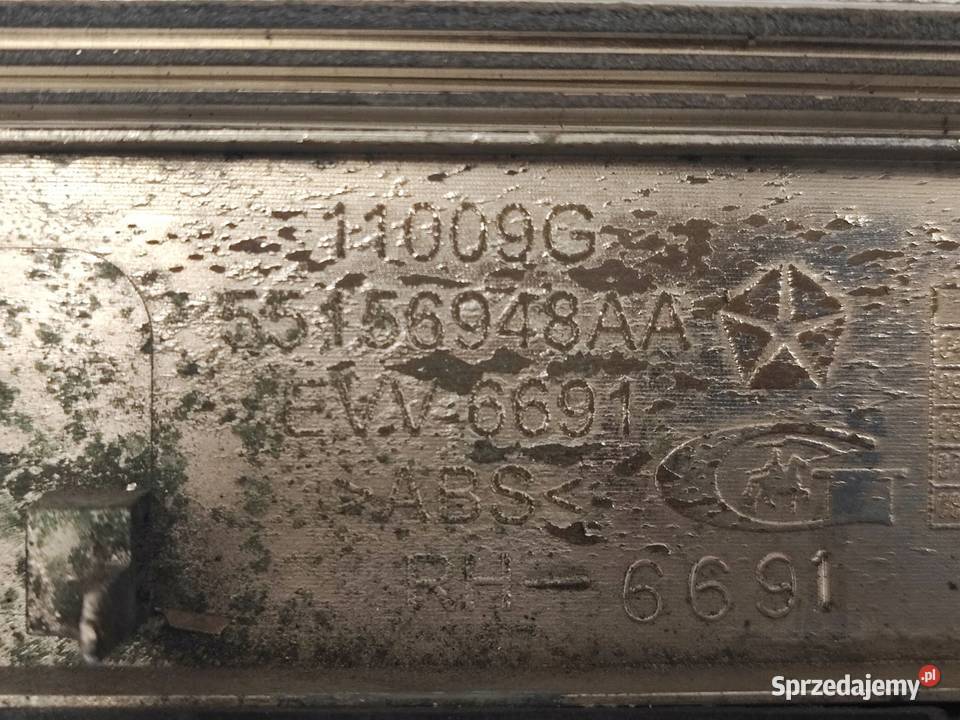 11009G
55156948AA
EVV-6691
>ABS<
RH-6691
G
Sprzedajemy.pl